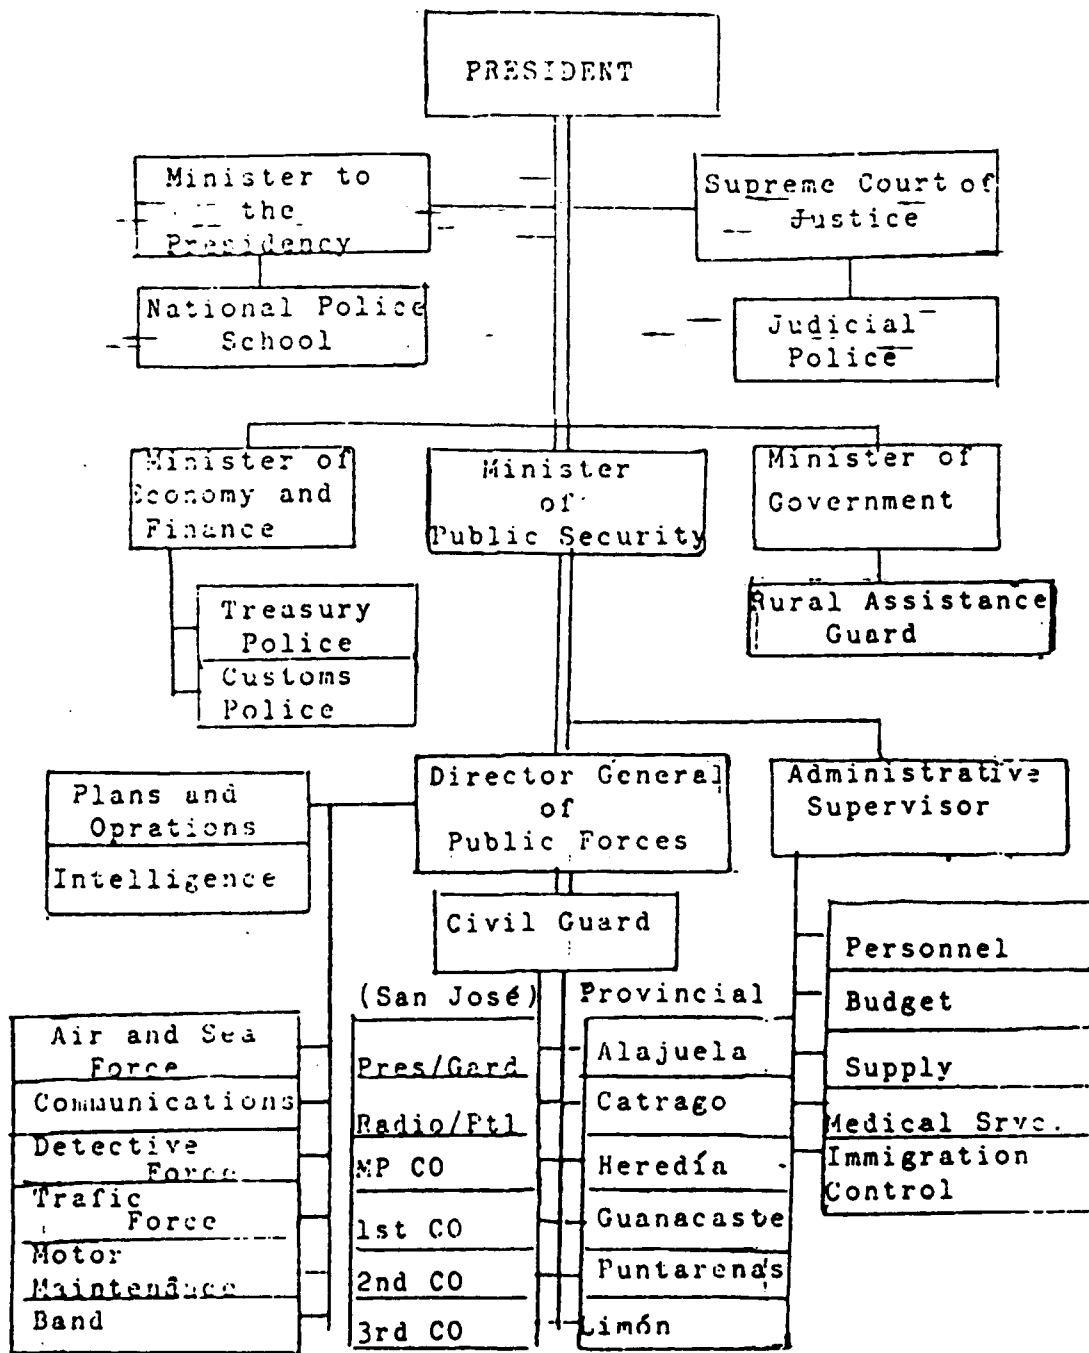 PRESIDENT
Minister to
the
Presidency
Supreme Court of
Justice
National Police
School
Judicial
Police
Minister of
Economy and
Finance
Minister
of
Public Security
Minister of
Government
Treasury
Police
Customs
Police
Rural Assistance
Guard
Plans and
Oprations
Intelligence
Director General
of
Public Forces
Administrative
Supervisor
Civil Guard
Personnel
Budget
Supply
Medical Srvc.
Immigration
Control
Air and Sea
Force
Communications
Detective
Force
Trafic
Force
Motor
Maintenance
Band
(San José)
Pres/Gard
Radio/Ptl
MP CO
1st CO
2nd CO
3rd CO
Provincial
Alajuela
Catrago
Heredía
Guanacaste
Puntarenas
Limón